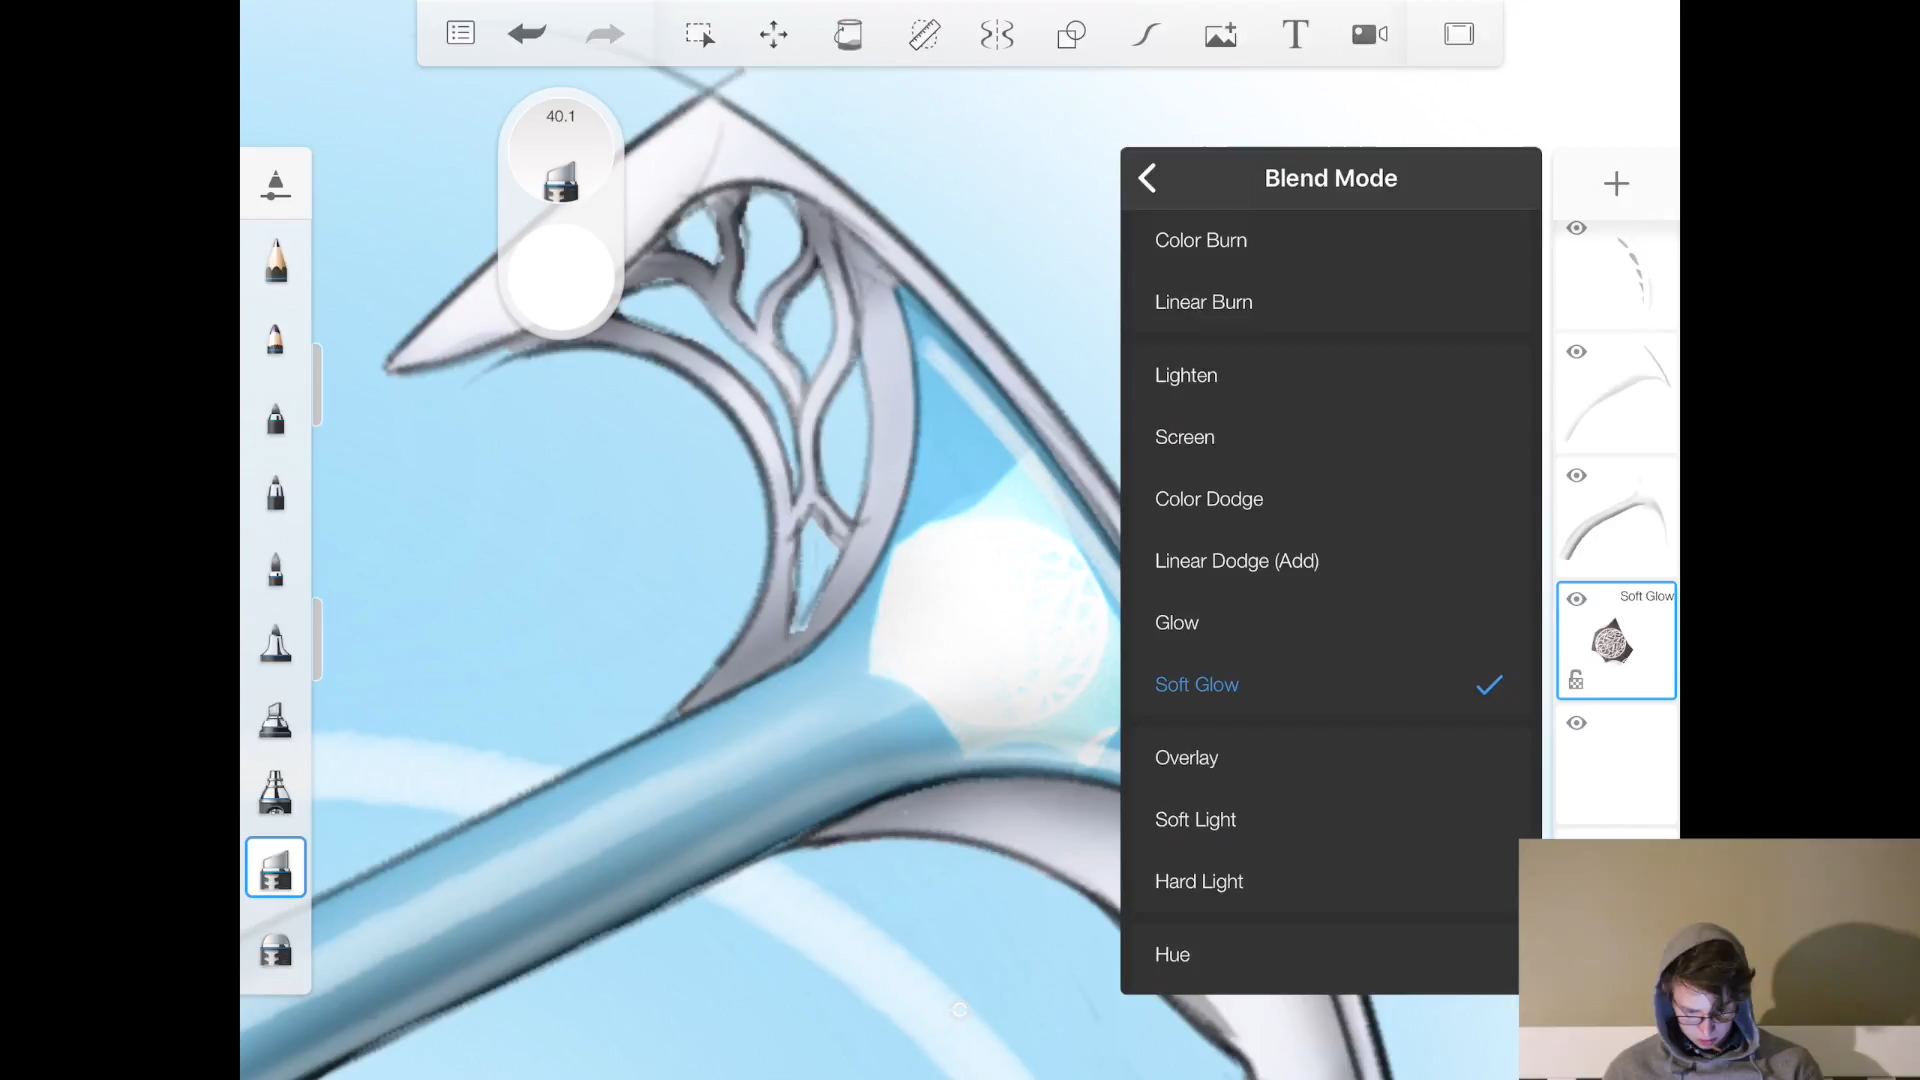 T
40.1
Blend Mode
Color Burn
Linear Burn
Lighten
Screen
Color Dodge
Linear Dodge (Add)
Glow
Soft Glow
Soft Glow
Overlay
Soft Light
Hard Light
Hue